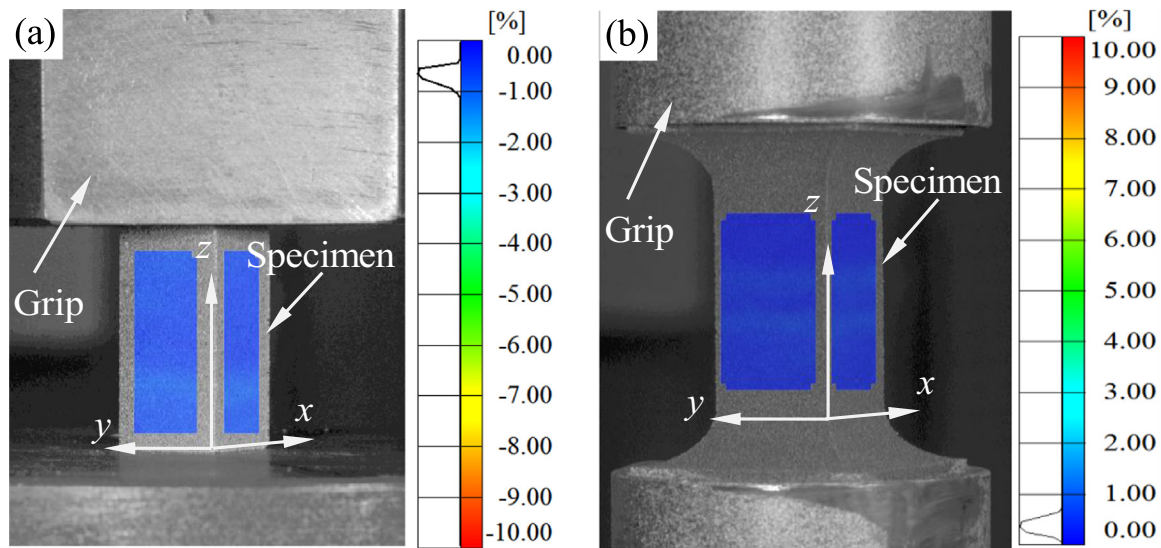 (a)
[%]
0.00
-1.00
-2.00
-3.00
-4.00
-5.00
-6.00
-7.00
-8.00
-9.00
-10.00
z
Specimen
Grip
y
x
(b)
[%]
10.00
9.00
8.00
7.00
6.00
5.00
4.00
3.00
2.00
1.00
0.00
Specimen
z
Grip
y
x